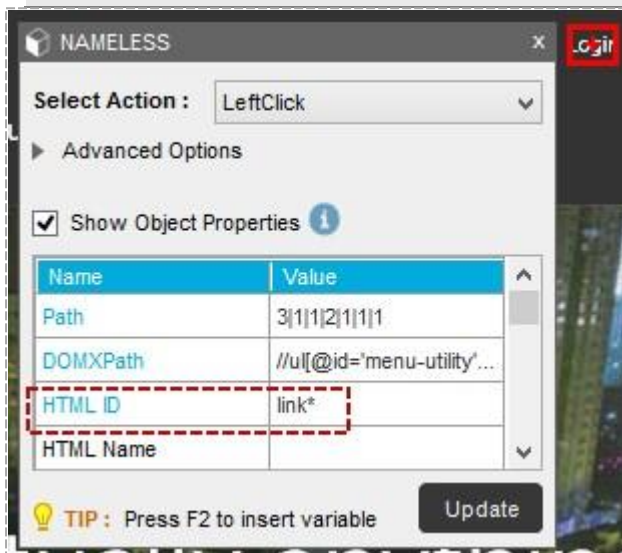 NAMELESS x
Select Action : LeftClick
Advanced Options
Show Object Properties i
Name Value
Path 3|1|1|2|1|1|1
DOMXPath //ul[@id='menu-utility'...
HTML ID link*
HTML Name
TIP : Press F2 to insert variable
Update